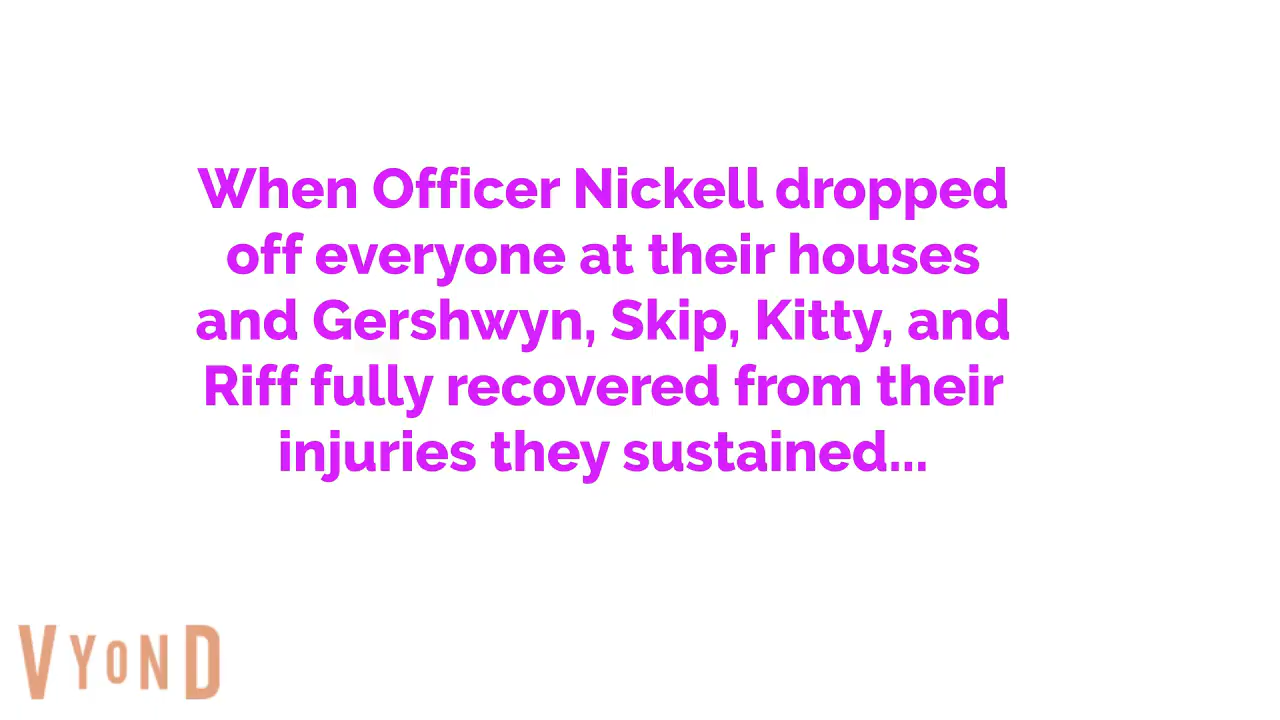 When Officer Nickell dropped
off everyone at their houses
and Gershwyn, Skip, Kitty, and
Riff fully recovered from their
injuries they sustained...
VYOND